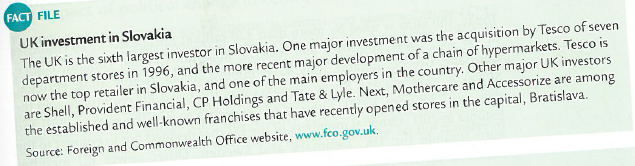 FACT FILE
UK investment in Slovakia
The UK is the sixth largest investor in Slovakia. One major investment was the acquisition by Tesco of seven
department stores in 1996, and the more recent major development of a chain of hypermarkets. Tesco is
now the top retailer in Slovakia, and one of the main employers in the country. Other major UK investors
are Shell, Provident Financial, CP Holdings and Tate & Lyle. Next, Mothercare and Accessorize are among
the established and well-known franchises that have recently opened stores in the capital, Bratislava.
Source: Foreign and Commonwealth Office website, www.fco.gov.uk.